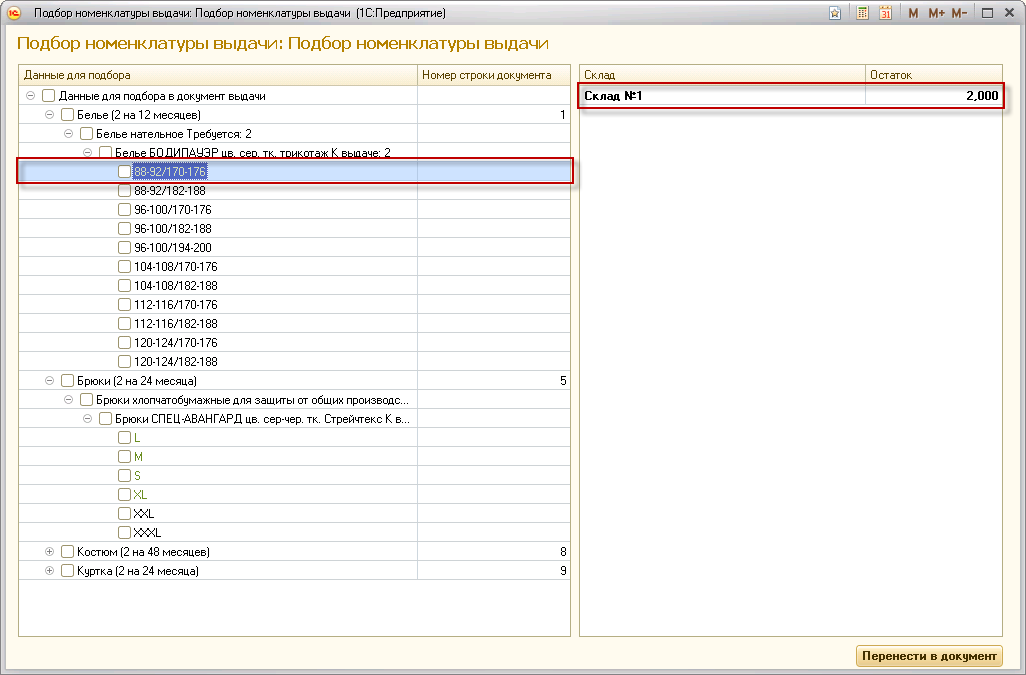 Подбор номенклатуры выдачи: Подбор номенклатуры выдачи (1С:Предприятие)
M M+ M-
Подбор номенклатуры выдачи: Подбор номенклатуры выдачи
Данные для подбора Номер строки документа
Данные для подбора в документ выдачи
Белье (2 на 12 месяцев) 1
Белье нательное Требуется: 2
Белье БОДИПАУЭР цв. сер. тк. трикотаж К выдаче: 2
88-92/170-176
88-92/182-188
96-100/170-176
96-100/182-188
96-100/194-200
104-108/170-176
104-108/182-188
112-116/170-176
112-116/182-188
120-124/170-176
120-124/182-188
Брюки (2 на 24 месяца) 5
Брюки хлопчатобумажные для защиты от общих производс...
Брюки СПЕЦ-АВАНГАРД цв. сер-чер. тк. Стрейчтекс К в...
L
M
S
XL
XXL
XXXL
Костюм (2 на 48 месяцев) 8
Куртка (2 на 24 месяца) 9
Склад Остаток
Склад №1 2,000
Перенести в документ